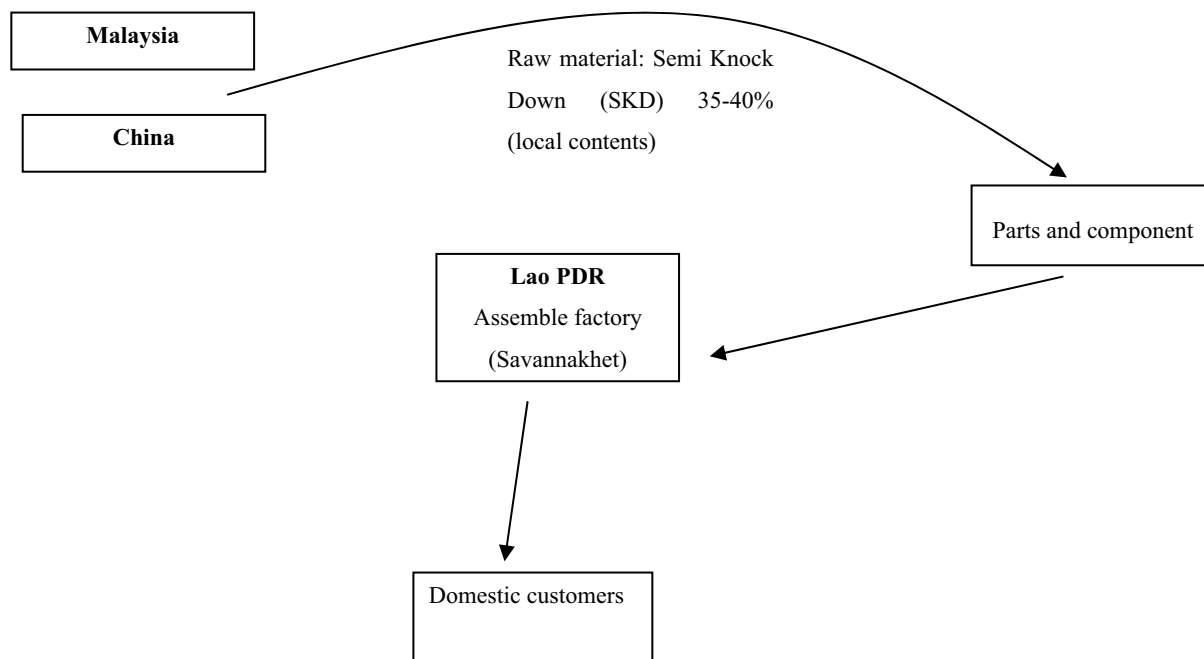 Malaysia
China
Raw material: Semi Knock
Down (SKD) 35-40%
(local contents)
Parts and component
Lao PDR
Assemble factory
(Savannakhet)
Domestic customers